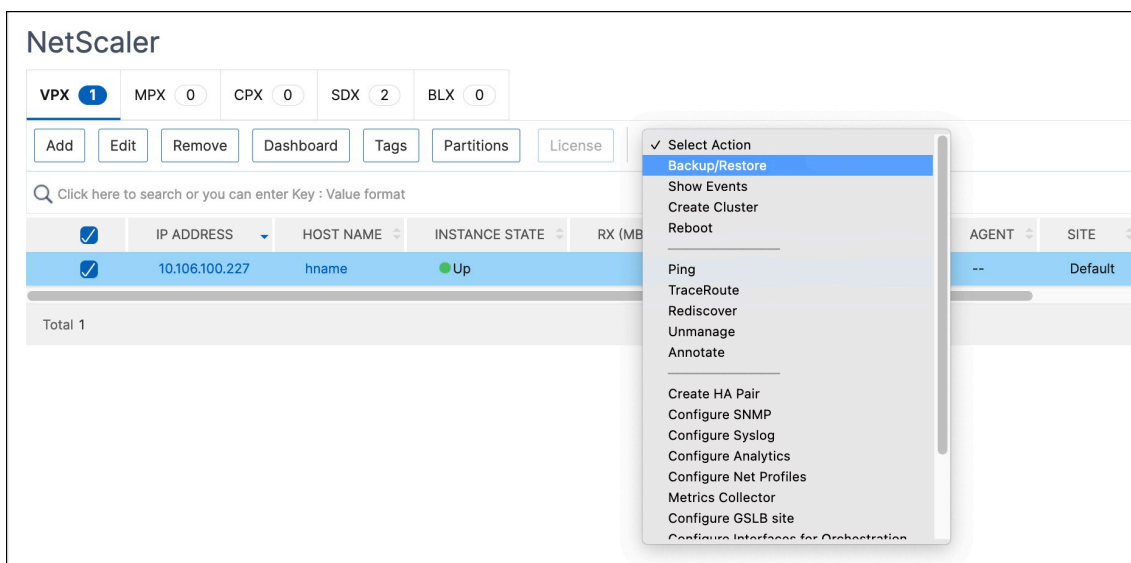 NetScaler
VPX 1 MPX 0 CPX 0 SDX 2 BLX 0
Add Edit Remove Dashboard Tags Partitions License
✓ Select Action
Backup/Restore
Show Events
Create Cluster
Reboot
Ping
TraceRoute
Rediscover
Unmanage
Annotate
Create HA Pair
Configure SNMP
Configure Syslog
Configure Analytics
Configure Net Profiles
Metrics Collector
Configure GSLB site
Configure Interfaces for Orchestration
Click here to search or you can enter Key : Value format
IP ADDRESS HOST NAME INSTANCE STATE RX (MB AGENT SITE
10.106.100.227 hname Up -- Default
Total 1